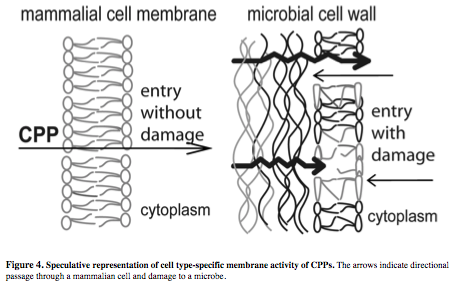 mammalial cell membrane
microbial cell wall
entry
without
damage
CPP
cytoplasm
entry
with
damage
cytoplasm
Figure 4. Speculative representation of cell type-specific membrane activity of CPPs. The arrows indicate directional
passage through a mammalian cell and damage to a microbe.